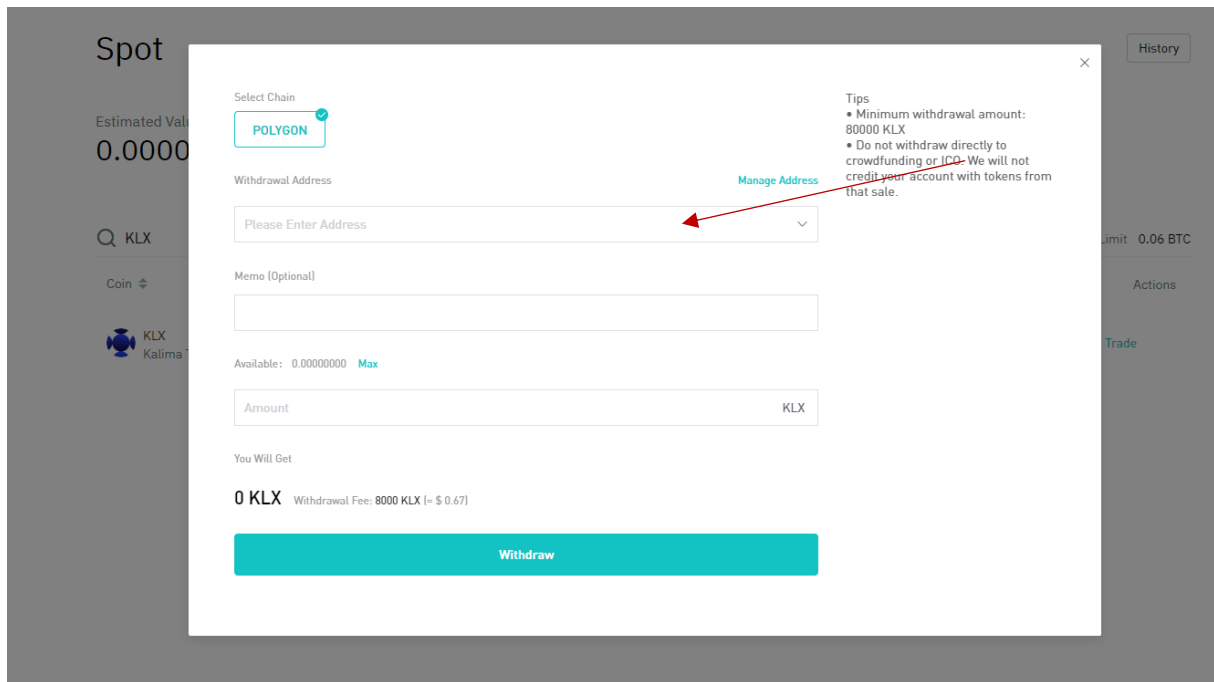 Spot
History
Estimated Val
0.0000
KLX
Limit 0.06 BTC
Coin
Actions
KLX
Kalima
Trade
Select Chain
POLYGON
Withdrawal Address
Manage Address
Please Enter Address
Memo (Optional)
Available: 0.00000000 Max
Amount
KLX
You Will Get
0 KLX Withdrawal Fee: 8000 KLX (≈ $ 0.67)
Withdraw
Tips
• Minimum withdrawal amount:
80000 KLX
• Do not withdraw directly to
crowdfunding or ICO. We will not
credit your account with tokens from
that sale.